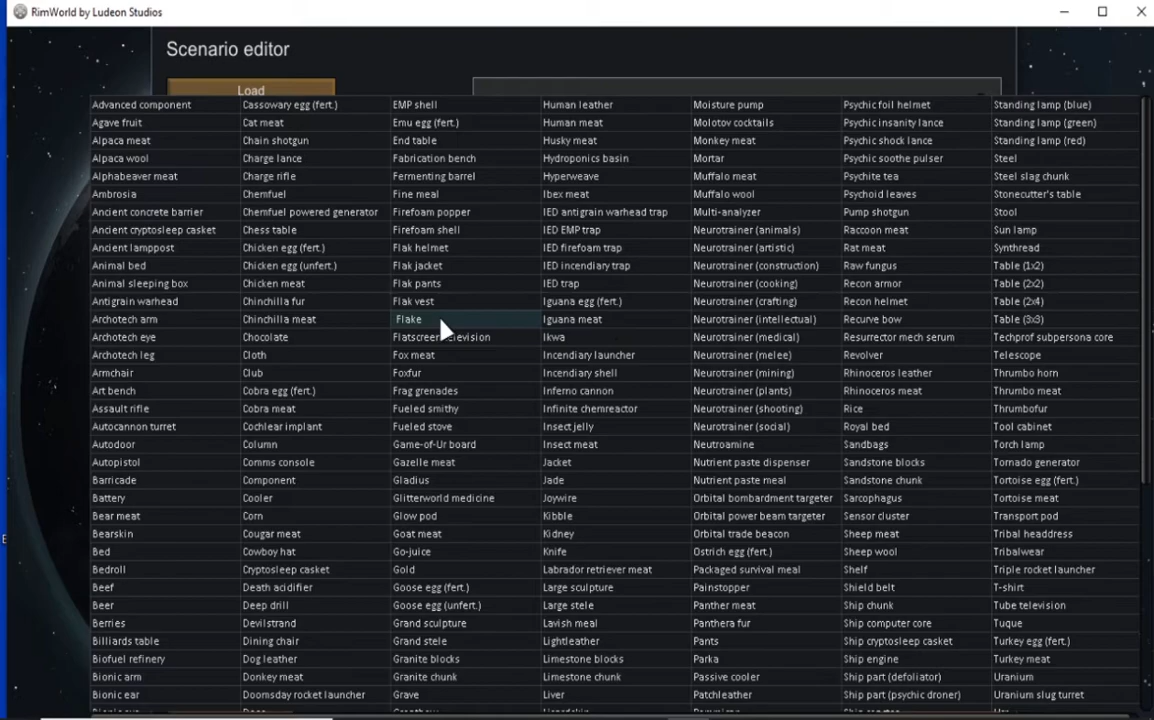 RimWorld by Ludeon Studios
Scenario editor
Load
Advanced component
Agave fruit
Alpaca meat
Alpaca wool
Alphabeaver meat
Ambrosia
Ancient concrete barrier
Ancient cryptosleep casket
Ancient lamppost
Animal bed
Animal sleeping box
Antigrain warhead
Archotech arm
Archotech eye
Archotech leg
Armchair
Art bench
Assault rifle
Autocannon turret
Autodoor
Autopistol
Barricade
Battery
Bear meat
Bearskin
Bed
Bedroll
Beef
Beer
Berries
Billiards table
Biofuel refinery
Bionic arm
Bionic ear
Cassowary egg (fert.)
Cat meat
Chain shotgun
Charge lance
Charge rifle
Chemfuel
Chemfuel powered generator
Chess table
Chicken egg (fert.)
Chicken egg (unfert.)
Chicken meat
Chinchilla fur
Chinchilla meat
Chocolate
Cloth
Club
Cobra egg (fert.)
Cobra meat
Cochlear implant
Column
Comms console
Component
Cooler
Corn
Cougar meat
Cowboy hat
Cryptosleep casket
Death acidifier
Deep drill
Devilstrand
Dining chair
Dog leather
Donkey meat
Doomsday rocket launcher
EMP shell
Emu egg (fert.)
End table
Fabrication bench
Fermenting barrel
Fine meal
Firefoam popper
Firefoam shell
Flak helmet
Flak jacket
Flak pants
Flak vest
Flake
Flatscreen television
Fox meat
Foxfur
Frag grenades
Fueled smithy
Fueled stove
Game-of-Ur board
Gazelle meat
Gladius
Glitterworld medicine
Glow pod
Goat meat
Go-juice
Gold
Goose egg (fert.)
Goose egg (unfert.)
Grand sculpture
Grand stele
Granite blocks
Granite chunk
Grave
Human leather
Human meat
Husky meat
Hydroponics basin
Hyperweave
Ibex meat
IED antigrain warhead trap
IED EMP trap
IED firefoam trap
IED incendiary trap
IED trap
Iguana egg (fert.)
Iguana meat
Ikwa
Incendiary launcher
Incendiary shell
Inferno cannon
Infinite chemreactor
Insect jelly
Insect meat
Jacket
Jade
Joywire
Kibble
Kidney
Knife
Labrador retriever meat
Large sculpture
Large stele
Lavish meal
Lightleather
Limestone blocks
Limestone chunk
Liver
Moisture pump
Molotov cocktails
Monkey meat
Mortar
Muffalo meat
Muffalo wool
Multi-analyzer
Neurotrainer (animals)
Neurotrainer (artistic)
Neurotrainer (construction)
Neurotrainer (cooking)
Neurotrainer (crafting)
Neurotrainer (intellectual)
Neurotrainer (medical)
Neurotrainer (melee)
Neurotrainer (mining)
Neurotrainer (plants)
Neurotrainer (shooting)
Neurotrainer (social)
Neutroamine
Nutrient paste dispenser
Nutrient paste meal
Orbital bombardment targeter
Orbital power beam targeter
Orbital trade beacon
Ostrich egg (fert.)
Packaged survival meal
Painstopper
Panther meat
Panthera fur
Pants
Parka
Passive cooler
Patchleather
Psychic foil helmet
Psychic insanity lance
Psychic shock lance
Psychic soothe pulser
Psychite tea
Psychoid leaves
Pump shotgun
Raccoon meat
Rat meat
Raw fungus
Recon armor
Recon helmet
Recurve bow
Resurrector mech serum
Revolver
Rhinoceros leather
Rhinoceros meat
Rice
Royal bed
Sandbags
Sandstone blocks
Sandstone chunk
Sarcophagus
Sensor cluster
Sheep meat
Sheep wool
Shelf
Shield belt
Ship chunk
Ship computer core
Ship cryptosleep casket
Ship engine
Ship part (defoliator)
Ship part (psychic droner)
Standing lamp (blue)
Standing lamp (green)
Standing lamp (red)
Steel
Steel slag chunk
Stonecutter's table
Stool
Sun lamp
Synthread
Table (1x2)
Table (2x2)
Table (2x4)
Table (3x3)
Techprof subpersona core
Telescope
Thrumbo horn
Thrumbo meat
Thrumbofur
Tool cabinet
Torch lamp
Tornado generator
Tortoise egg (fert.)
Tortoise meat
Transport pod
Tribal headdress
Tribalwear
Triple rocket launcher
T-shirt
Tube television
Tuque
Turkey egg (fert.)
Turkey meat
Uranium
Uranium slug turret